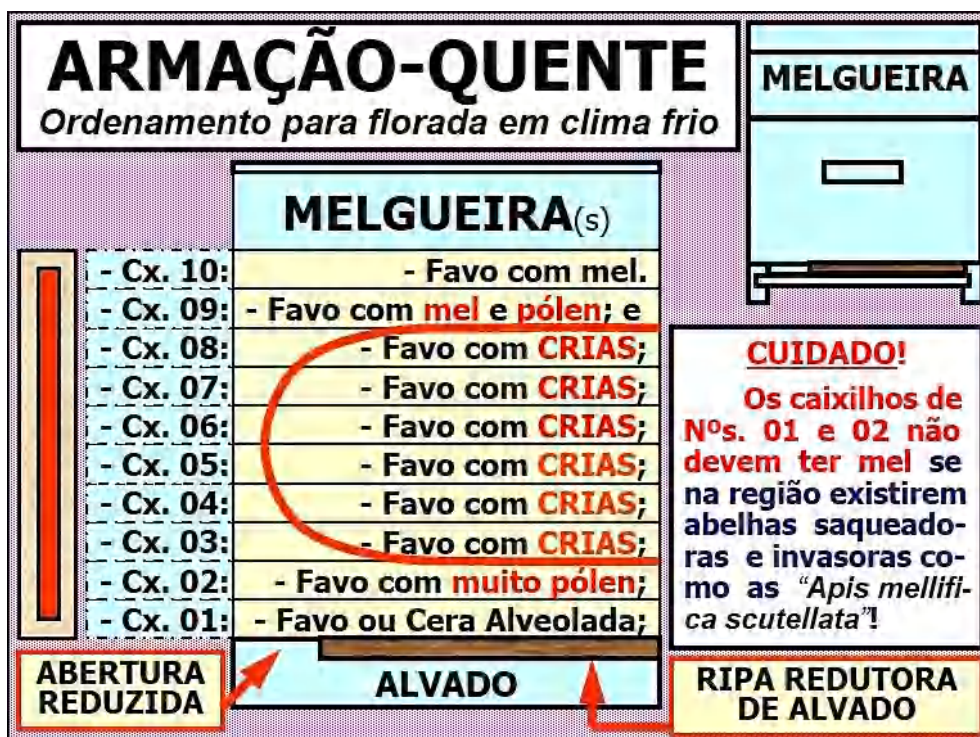 ARMAÇÃO-QUENTE
Ordenamento para florada em clima frio
MELGUEIRA
MELGUEIRA(s)
- Cx. 10: - Favo com mel.
- Cx. 09: - Favo com mel e pólen; e
- Cx. 08: - Favo com CRIAS;
- Cx. 07: - Favo com CRIAS;
- Cx. 06: - Favo com CRIAS;
- Cx. 05: - Favo com CRIAS;
- Cx. 04: - Favo com CRIAS;
- Cx. 03: - Favo com CRIAS;
- Cx. 02: - Favo com muito pólen;
- Cx. 01: - Favo ou Cera Alveolada;
CUIDADO!
Os caixilhos de
Nºs. 01 e 02 não
devem ter mel se
na região existirem
abelhas saqueado-
ras e invasoras co-
mo as “Apis mellifi-
ca scutellata”!
ABERTURA
REDUZIDA
ALVADO
RIPA REDUTORA
DE ALVADO